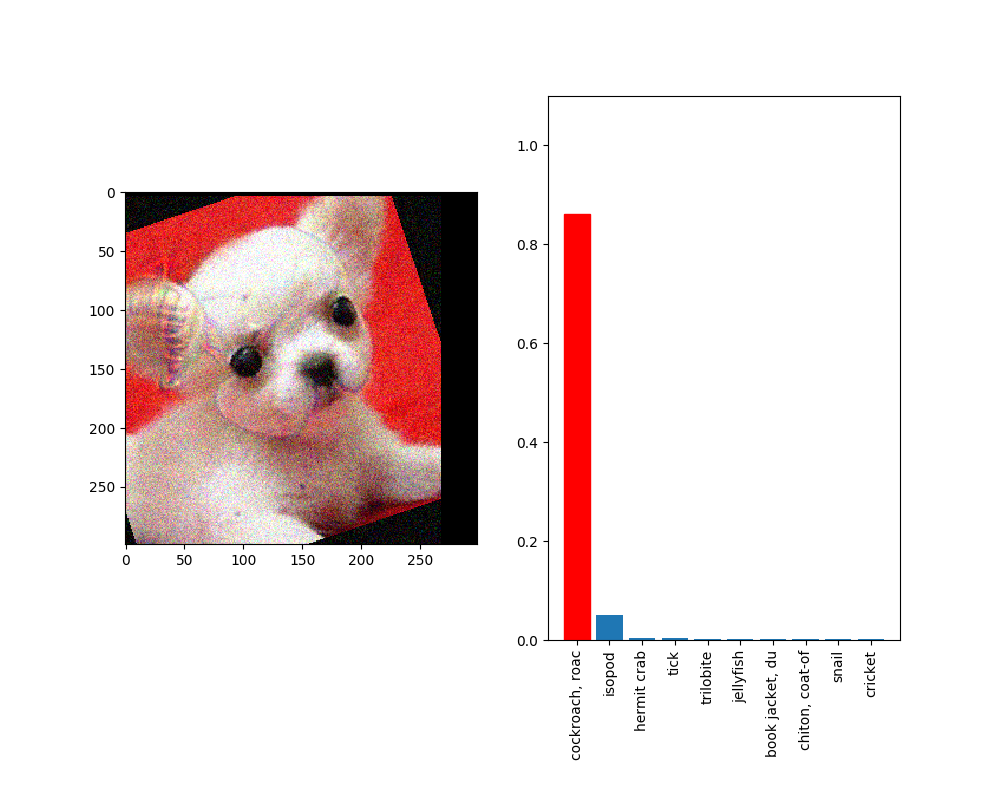 0
50
100
150
200
250
0 50 100 150 200 250
1.0
0.8
0.6
0.4
0.2
0.0
cockroach, roac
isopod
hermit crab
tick
trilobite
jellyfish
book jacket, du
chiton, coat-of
snail
cricket